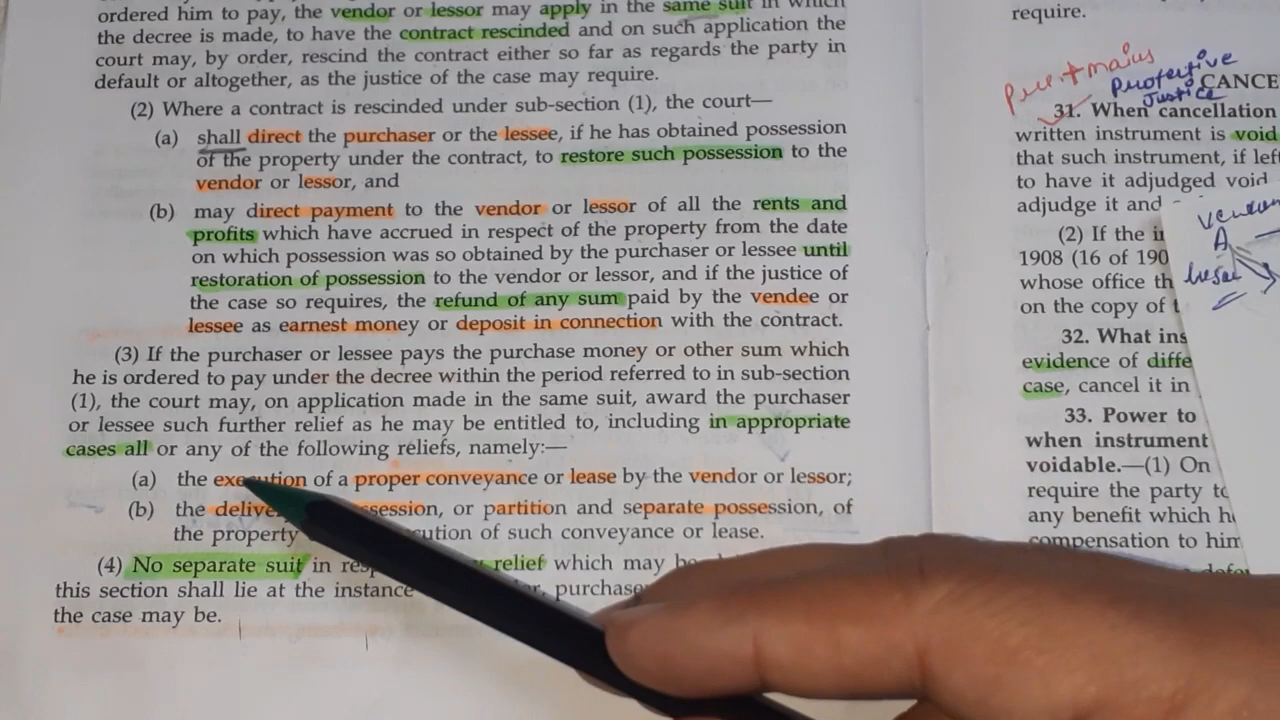 ordered him to pay, the vendor or lessor may apply in the same suit in which
the decree is made, to have the contract rescinded and on such application the
court may, by order, rescind the contract either so far as regards the party in
default or altogether, as the justice of the case may require.
(2) Where a contract is rescinded under sub-section (1), the court—
(a) shall direct the purchaser or the lessee, if he has obtained possession
of the property under the contract, to restore such possession to the
vendor or lessor, and
(b) may direct payment to the vendor or lessor of all the rents and
profits which have accrued in respect of the property from the date
on which possession was so obtained by the purchaser or lessee until
restoration of possession to the vendor or lessor, and if the justice of
the case so requires, the refund of any sum paid by the vendee or
lessee as earnest money or deposit in connection with the contract.
(3) If the purchaser or lessee pays the purchase money or other sum which
he is ordered to pay under the decree within the period referred to in sub-section
(1), the court may, on application made in the same suit, award the purchaser
or lessee such further relief as he may be entitled to, including in appropriate
cases all or any of the following reliefs, namely:—
(a) the execution of a proper conveyance or lease by the vendor or lessor;
(b) the delive ssession, or partition and separate possession, of
the property cution of such conveyance or lease.
(4) No separate suit in res relief which may be
this section shall lie at the instance purchase
the case may be.
require.
Pre+mains
Protective
Justice
CANCE
31. When cancellation
written instrument is void
that such instrument, if left
to have it adjudged void
adjudge it and
(2) If the i
1908 (16 of 190
whose office th
on the copy of t
32. What ins
evidence of diffe
case, cancel it in
33. Power to
when instrument
voidable.—(1) On
require the party to
any benefit which h
compensation to him
Vendor
A